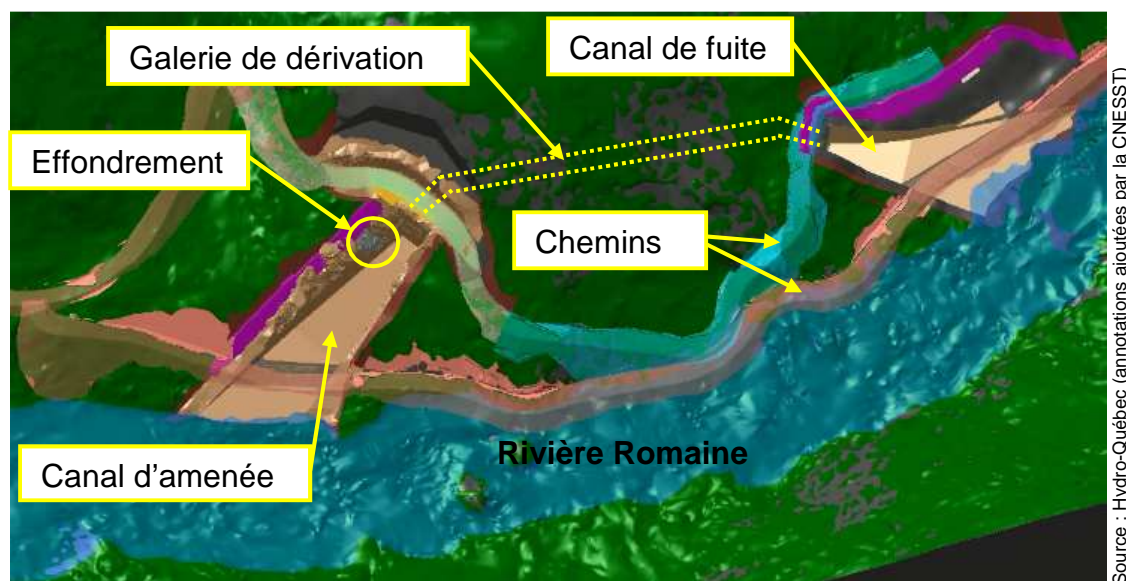 Galerie de dérivation
Canal de fuite
Effondrement
Chemins
Canal d'amenée
Rivière Romaine
Source : Hydro-Québec (annotations ajoutées par la CNESST)